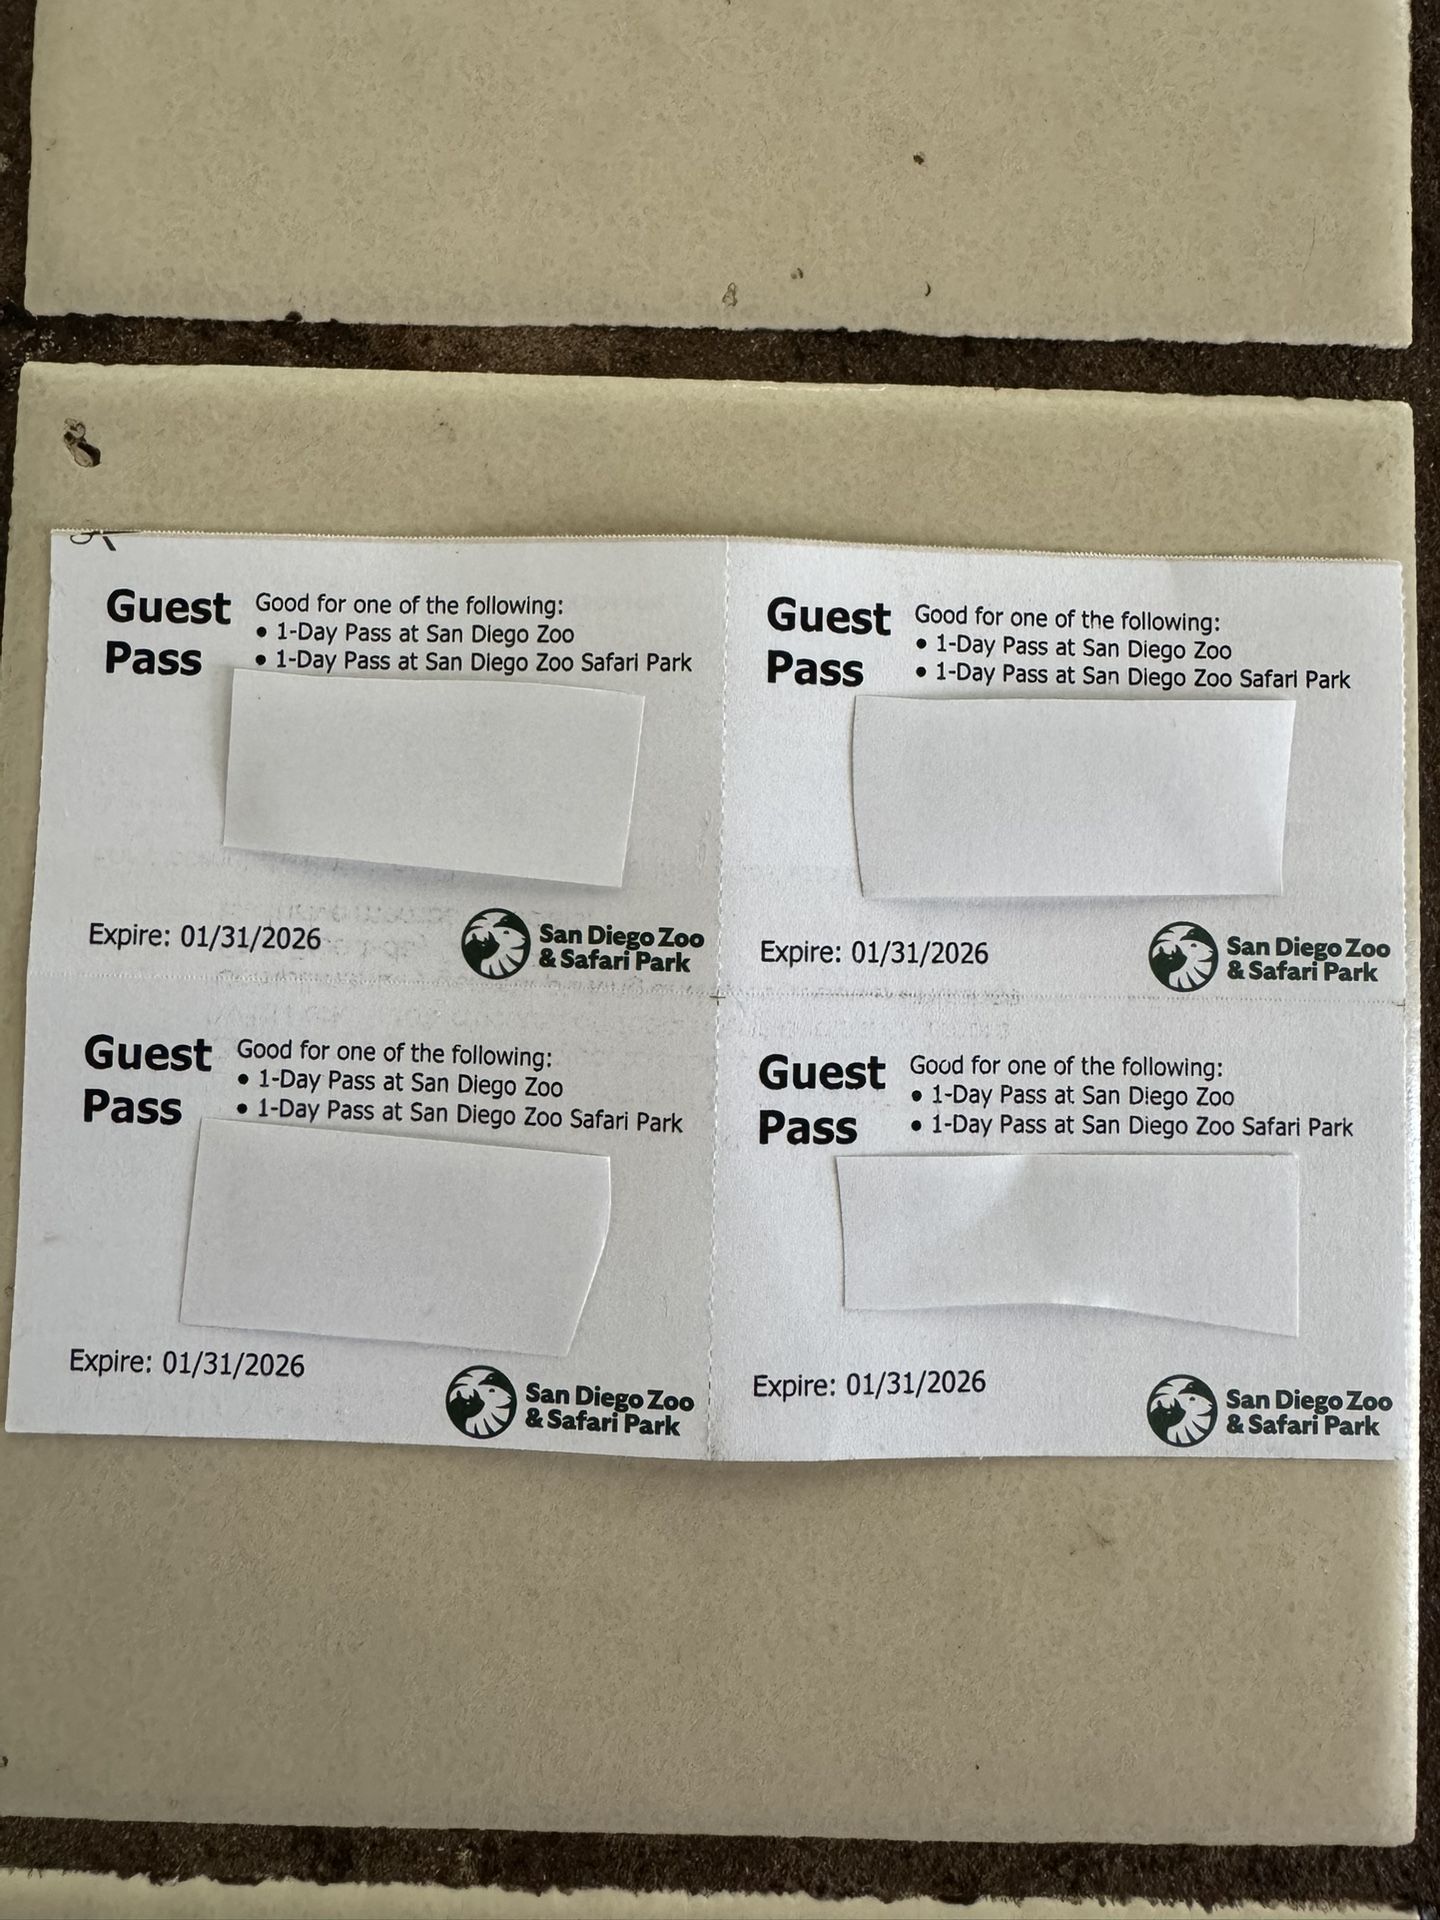 Guest Pass
Good for one of the following:
• 1-Day Pass at San Diego Zoo
• 1-Day Pass at San Diego Zoo Safari Park
Expire: 01/31/2026
San Diego Zoo
& Safari Park
Guest Pass
Good for one of the following:
• 1-Day Pass at San Diego Zoo
• 1-Day Pass at San Diego Zoo Safari Park
Expire: 01/31/2026
San Diego Zoo
& Safari Park
Guest Pass
Good for one of the following:
• 1-Day Pass at San Diego Zoo
• 1-Day Pass at San Diego Zoo Safari Park
Expire: 01/31/2026
San Diego Zoo
& Safari Park
Guest Pass
Good for one of the following:
• 1-Day Pass at San Diego Zoo
• 1-Day Pass at San Diego Zoo Safari Park
Expire: 01/31/2026
San Diego Zoo
& Safari Park